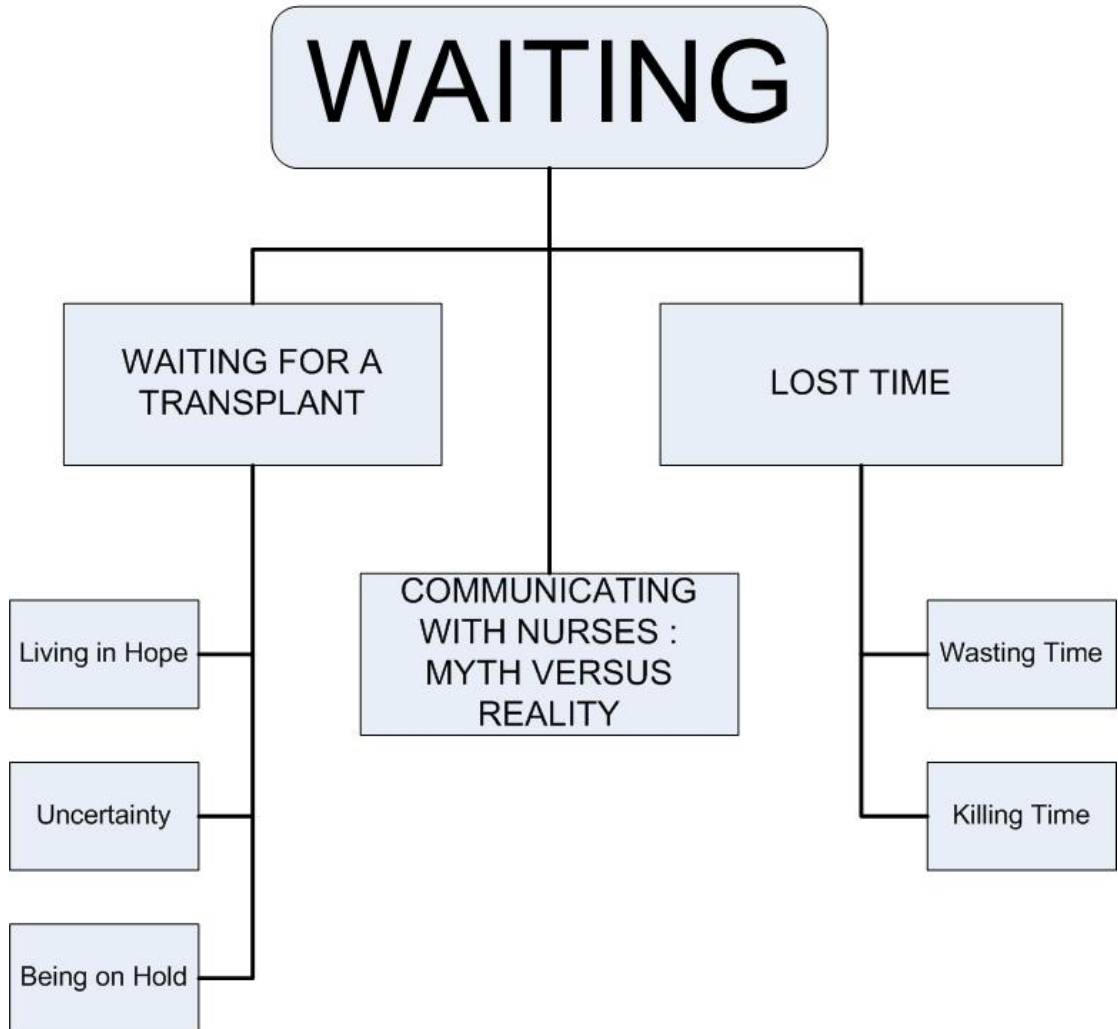 WAITING
WAITING FOR A
TRANSPLANT
LOST TIME
COMMUNICATING
WITH NURSES :
MYTH VERSUS
REALITY
Living in Hope
Uncertainty
Being on Hold
Wasting Time
Killing Time